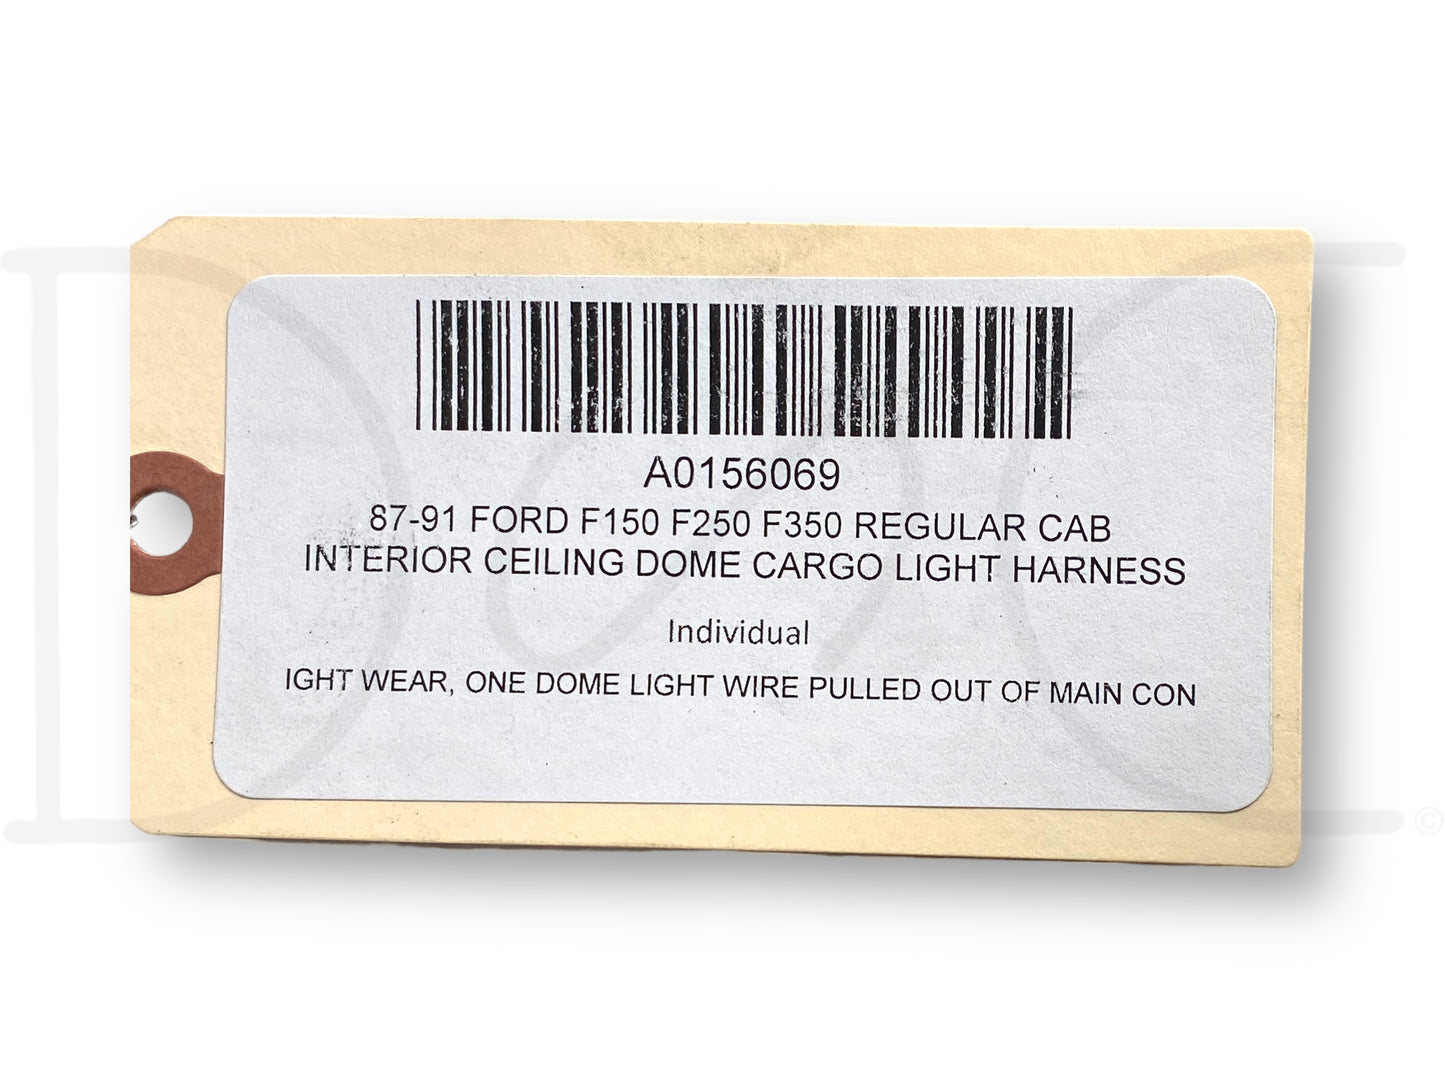 A0156069
87-91 FORD F150 F250 F350 REGULAR CAB
INTERIOR CEILING DOME CARGO LIGHT HARNESS
Individual
IGHT WEAR, ONE DOME LIGHT WIRE PULLED OUT OF MAIN CON
©